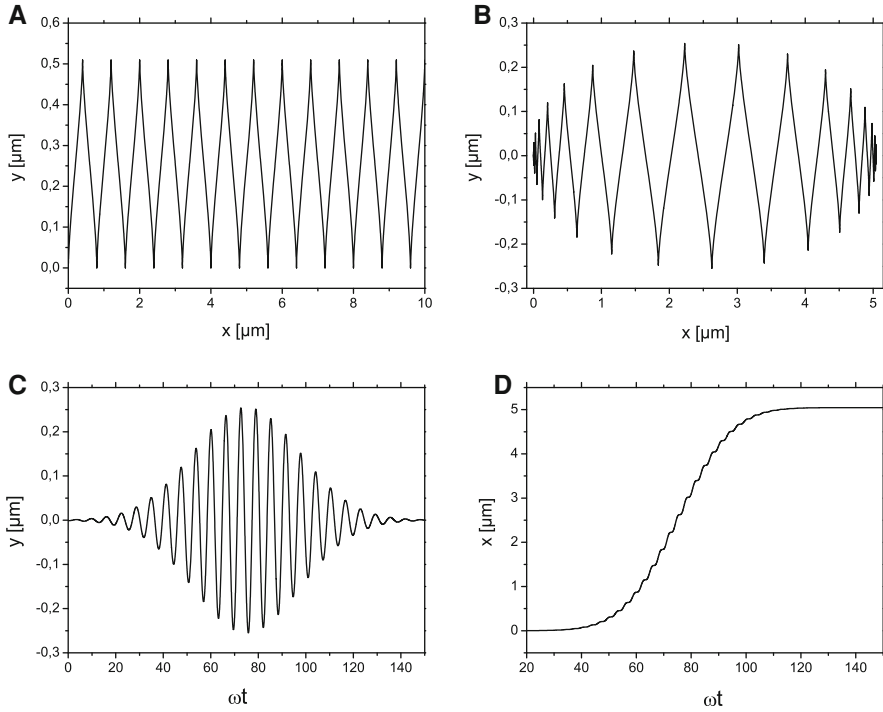 A
0,6
0,5
0,4
0,3
0,2
0,1
0,0
y [µm]
0 2 4 6 8 10
x [µm]
B
0,3
0,2
0,1
0,0
-0,1
-0,2
-0,3
y [µm]
0 1 2 3 4 5
x [µm]
C
0,3
0,2
0,1
0,0
-0,1
-0,2
-0,3
y [µm]
0 20 40 60 80 100 120 140
ωt
D
5
4
3
2
1
0
x [µm]
20 40 60 80 100 120 140
ωt